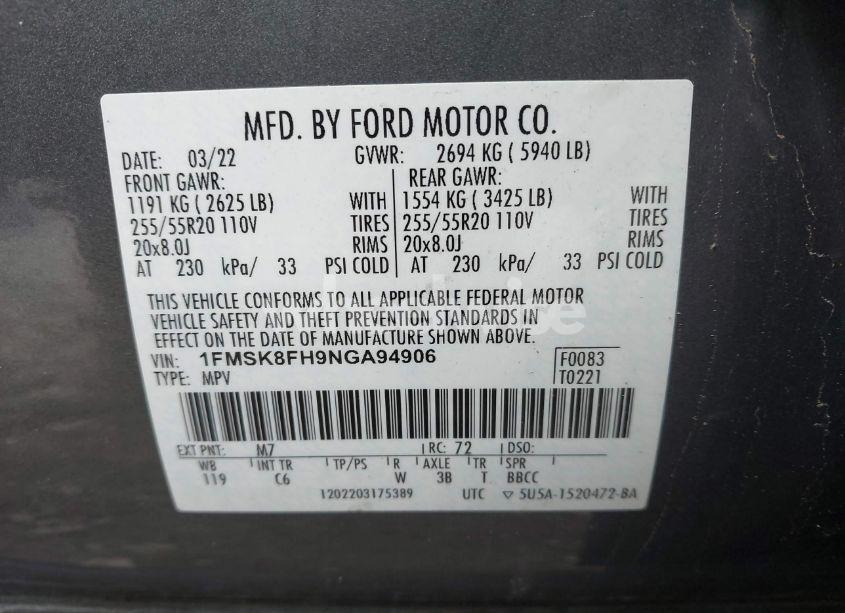 MFD. BY FORD MOTOR CO.
DATE: 03/22 GVWR: 2694 KG ( 5940 LB)
FRONT GAWR: REAR GAWR:
1191 KG ( 2625 LB) WITH 1554 KG ( 3425 LB) WITH
255/55R20 110V TIRES 255/55R20 110V TIRES
20x8.0J RIMS 20x8.0J RIMS
AT 230 kPa/ 33 PSI COLD AT 230 kPa/ 33 PSI COLD
THIS VEHICLE CONFORMS TO ALL APPLICABLE FEDERAL MOTOR
VEHICLE SAFETY AND THEFT PREVENTION STANDARDS IN
EFFECT ON THE DATE OF MANUFACTURE SHOWN ABOVE.
VIN: 1FMSK8FH9NGA94906 F0083
TYPE: MPV T0221
EXT PNT: M7 RC: 72 DSO:
WB INT TR TP/PS R AXLE TR SPR
119 C6 W 3B T BBCC
1202203175389 UTC ▽ 5U5A-1520472-BA